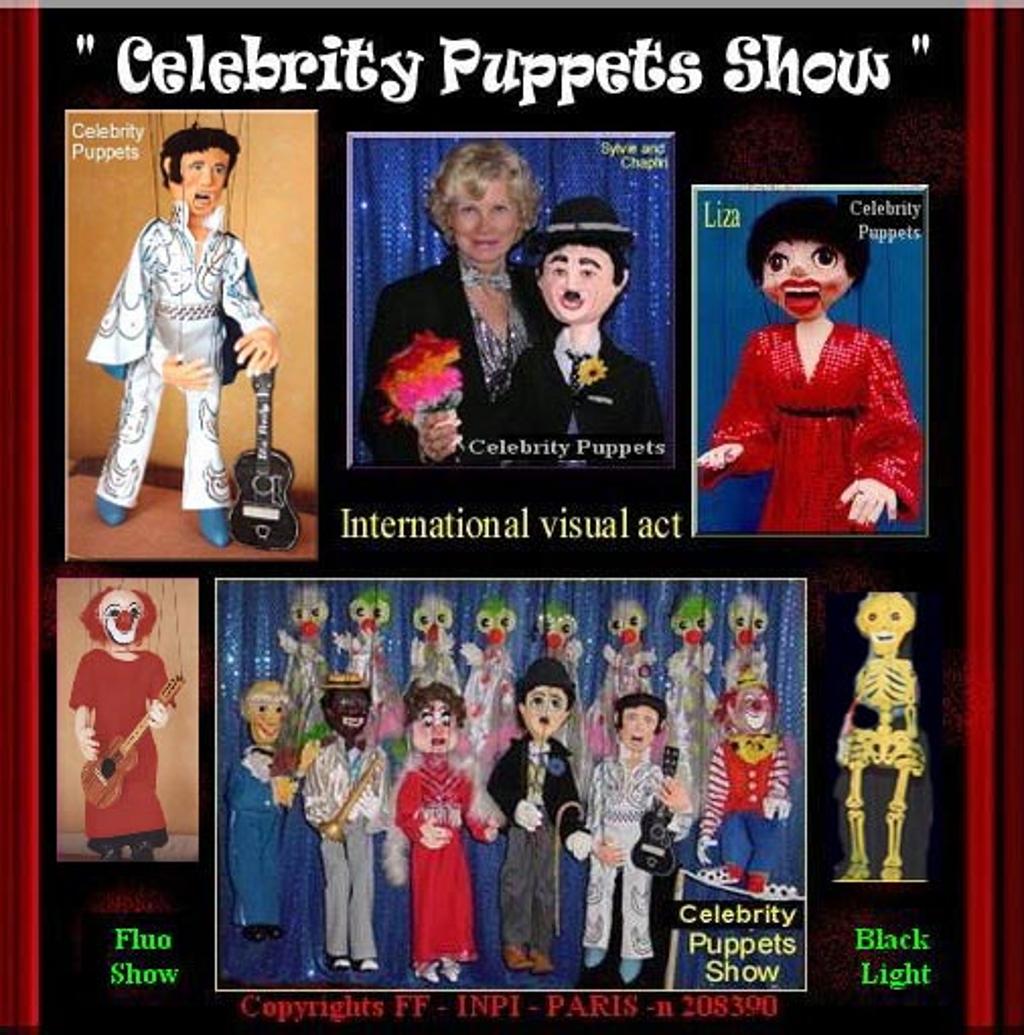 " Celebrity Puppets Show "
Celebrity
Puppets
Sylvie and
Chaplin
Celebrity Puppets
Liza
Celebrity
Puppets
International visual act
Celebrity
Puppets
Show
Fluo
Show
Black
Light
Copyrights FF - INPI - PARIS -n 208390